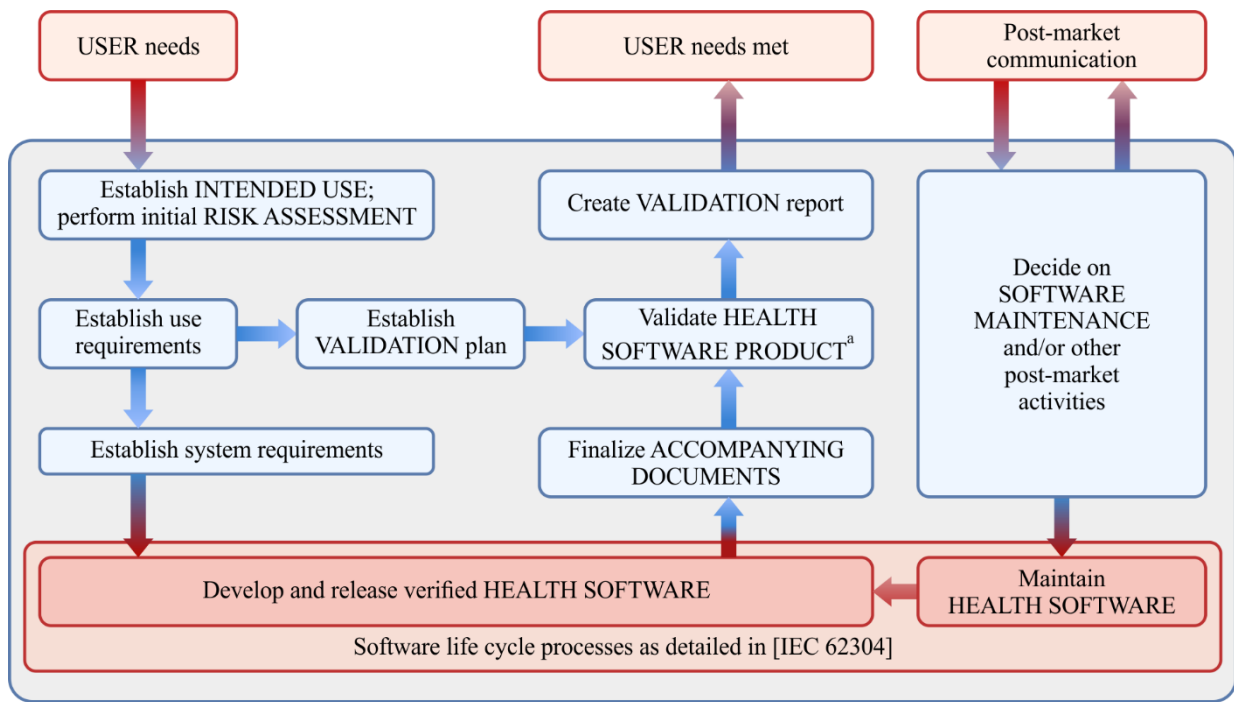 USER needs
USER needs met
Post-market
communication
Establish INTENDED USE;
perform initial RISK ASSESSMENT
Create VALIDATION report
Decide on
SOFTWARE
MAINTENANCE
and/or other
post-market
activities
Establish use
requirements
Establish
VALIDATION plan
Validate HEALTH
SOFTWARE PRODUCTᵃ
Establish system requirements
Finalize ACCOMPANYING
DOCUMENTS
Develop and release verified HEALTH SOFTWARE
Maintain
HEALTH SOFTWARE
Software life cycle processes as detailed in [IEC 62304]